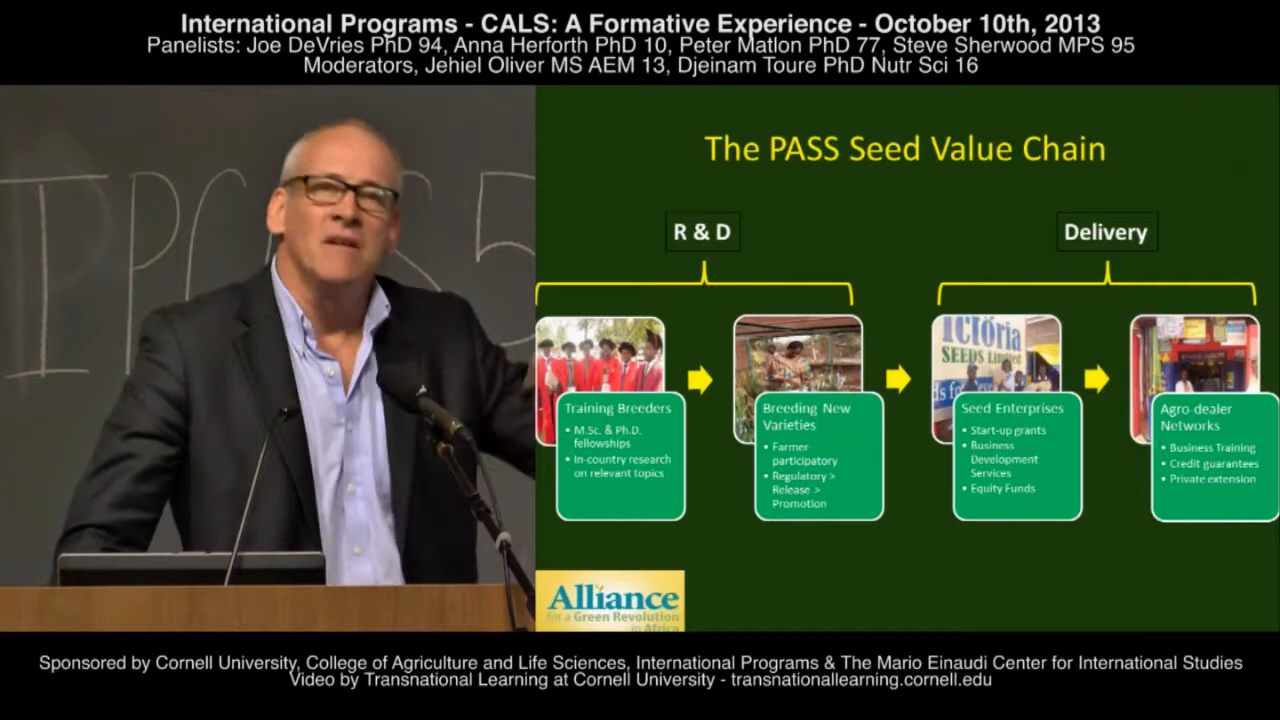 International Programs - CALS: A Formative Experience - October 10th, 2013
Panelists: Joe DeVries PhD 94, Anna Herforth PhD 10, Peter Matlon PhD 77, Steve Sherwood MPS 95
Moderators, Jehiel Oliver MS AEM 13, Djeinam Toure PhD Nutr Sci 16
IPCALS 5
The PASS Seed Value Chain
R & D
Delivery
ictória
SEEDS Limited
Training Breeders
• M.Sc. & Ph.D.
fellowships
• In-country research
on relevant topics
Breeding New
Varieties
• Farmer
participatory
• Regulatory >
Release >
Promotion
Seed Enterprises
• Start-up grants
• Business
Development
Services
• Equity Funds
Agro-dealer
Networks
• Business Training
• Credit guarantees
• Private extension
Alliance
for a Green Revolution
in Africa
Sponsored by Cornell University, College of Agriculture and Life Sciences, International Programs & The Mario Einaudi Center for International Studies
Video by Transnational Learning at Cornell University - transnationallearning.cornell.edu